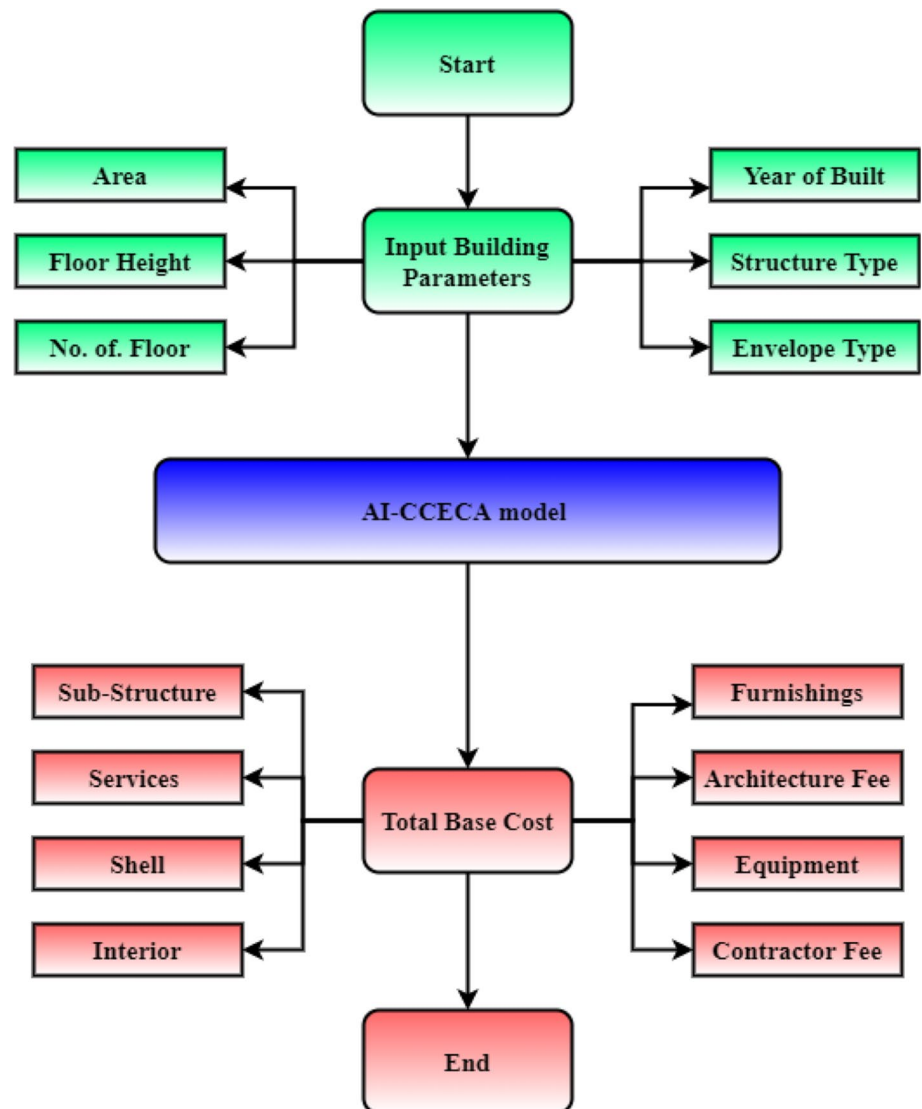 Start
Area
Floor Height
No. of. Floor
Input Building
Parameters
Year of Built
Structure Type
Envelope Type
AI-CCECA model
Sub-Structure
Services
Shell
Interior
Total Base Cost
Furnishings
Architecture Fee
Equipment
Contractor Fee
End